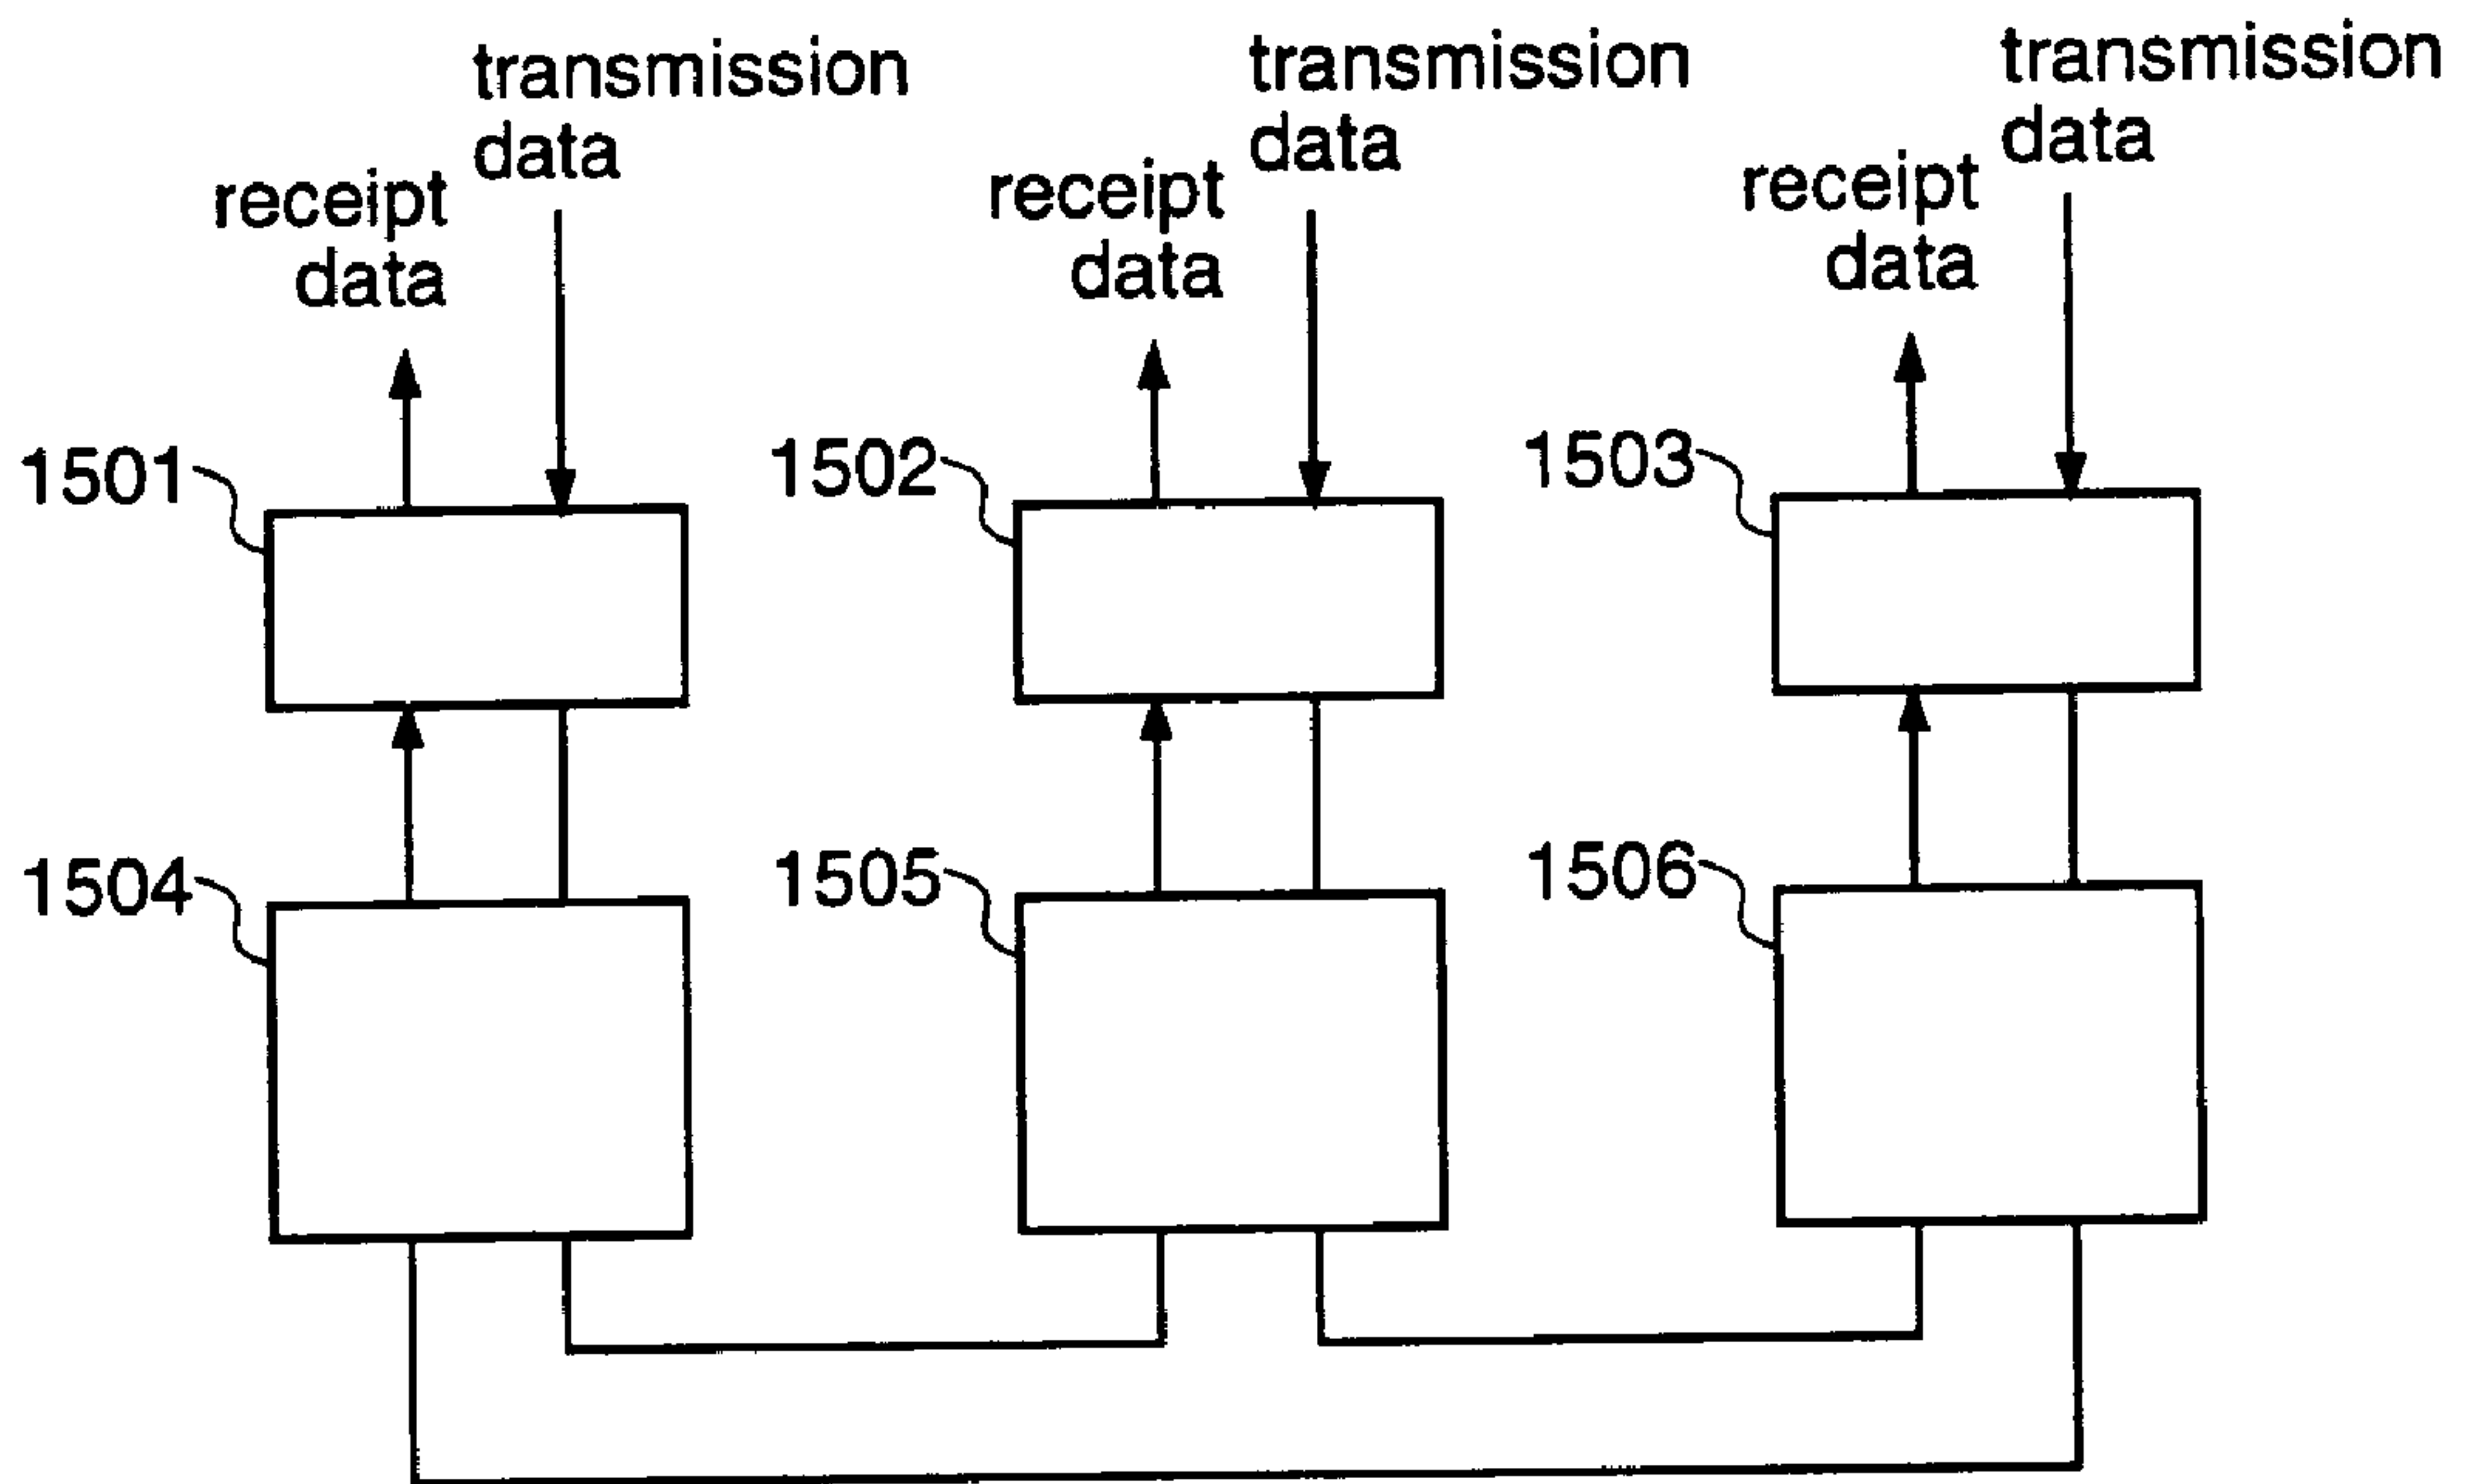 transmission
data
transmission
data
transmission
data
receipt
data
receipt
data
receipt
data
1501
1502
1503
1504
1505
1506